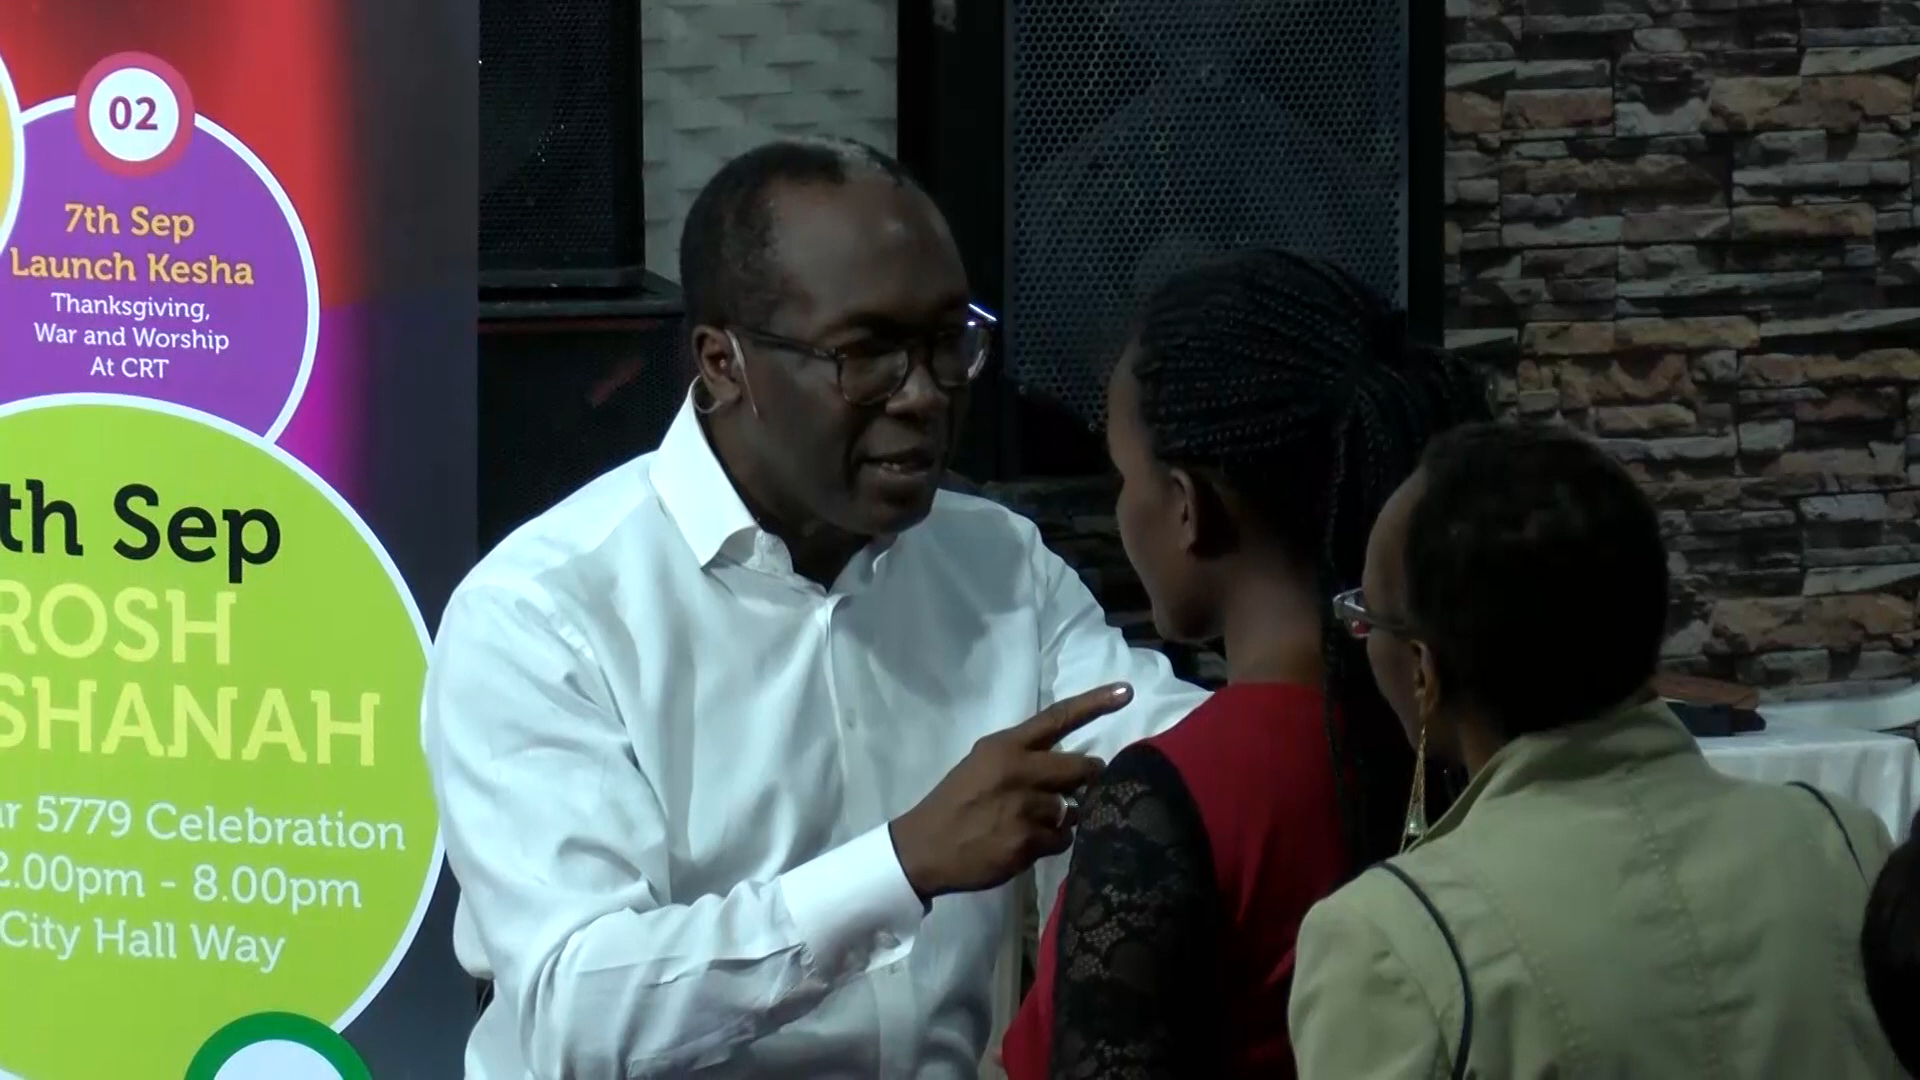 02
7th Sep
Launch Kesha
Thanksgiving,
War and Worship
At CRT
th Sep
ROSH
SHANAH
5779 Celebration
2.00pm - 8.00pm
City Hall Way